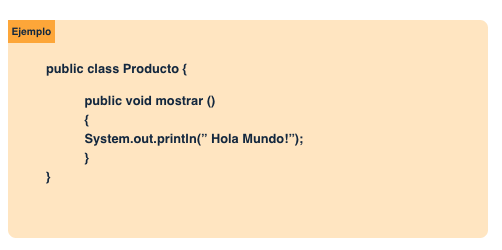 Ejemplo
public class Producto {
public void mostrar ()
{
System.out.println(” Hola Mundo!”);
}
}